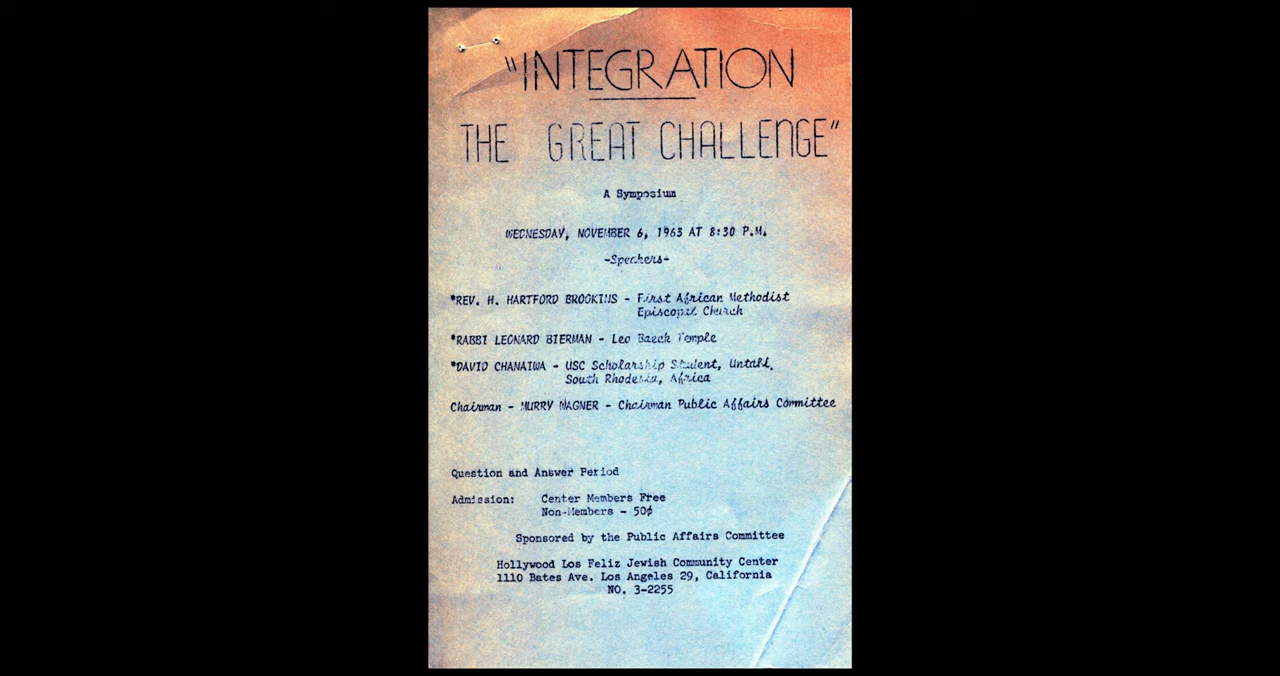 "INTEGRATION
THE GREAT CHALLENGE"
A Symposium
WEDNESDAY, NOVEMBER 6, 1963 AT 8:30 P.M.
-Speakers-
*REV. H. HARTFORD BROOKINS - First African Methodist
Episcopal Church
*RABBI LEONARD BIERMAN - Leo Baeck Temple
*DAVID CHANAIWA - USC Scholarship Student, Untali,
South Rhodesia, Africa
Chairman - MURRY WAGNER - Chairman Public Affairs Committee
Question and Answer Period
Admission: Center Members Free
Non-Members - 50¢
Sponsored by the Public Affairs Committee
Hollywood Los Feliz Jewish Community Center
1110 Bates Ave. Los Angeles 29, California
NO. 3-2255